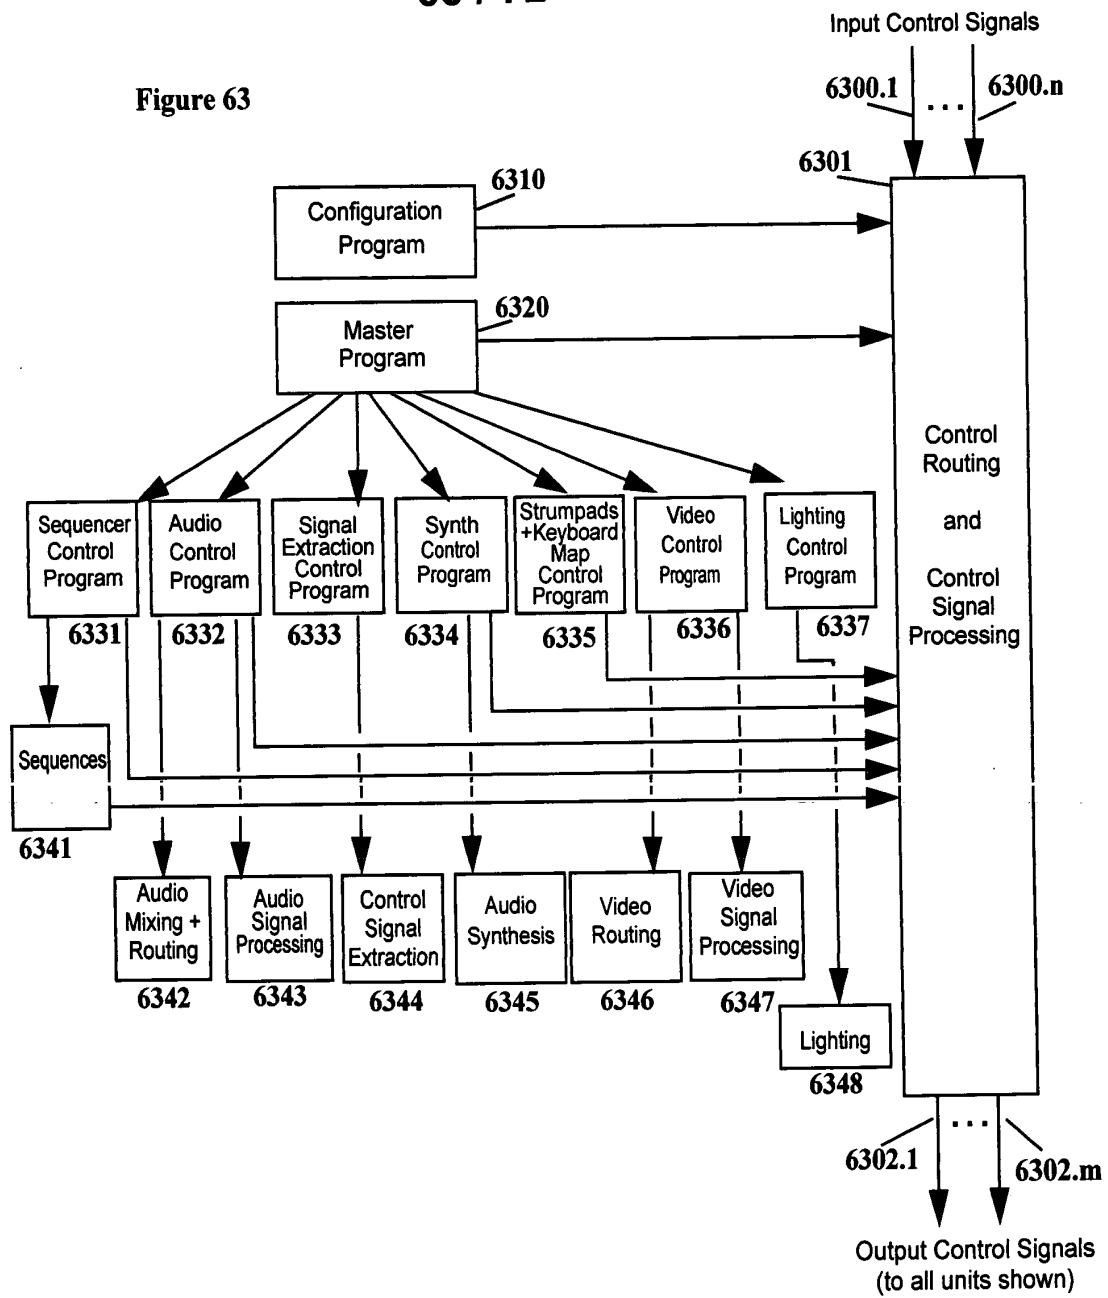 Input Control Signals
Figure 63
6300.1
...
6300.n
6301
6310
Configuration
Program
6320
Master
Program
Control
Routing
and
Control
Signal
Processing
Sequencer
Control
Program
Audio
Control
Program
Signal
Extraction
Control
Program
Synth
Control
Program
Strumpads
+Keyboard
Map
Control
Program
Video
Control
Program
Lighting
Control
Program
6331
6332
6333
6334
6335
6336
6337
Sequences
6341
Audio
Mixing +
Routing
Audio
Signal
Processing
Control
Signal
Extraction
Audio
Synthesis
Video
Routing
Video
Signal
Processing
6342
6343
6344
6345
6346
6347
Lighting
6348
6302.1
...
6302.m
Output Control Signals
(to all units shown)